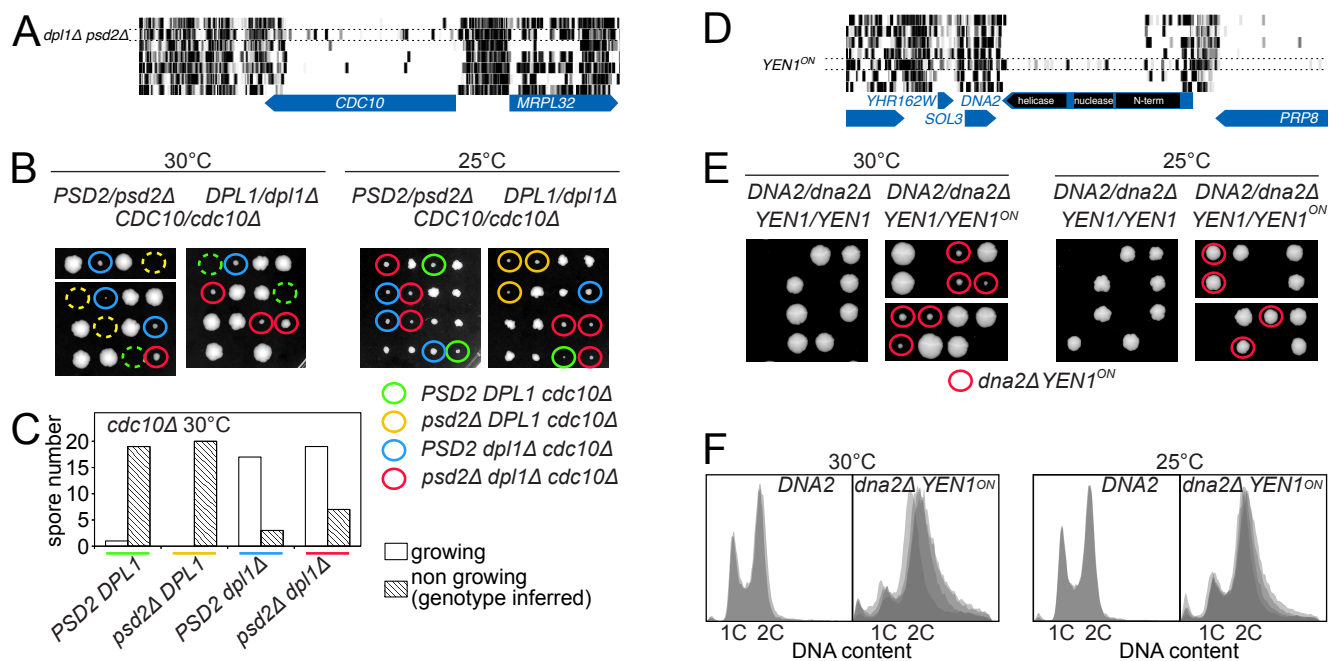 A
dpl1Δ psd2Δ
CDC10
MRPL32
B
30°C
25°C
PSD2/psd2Δ DPL1/dpl1Δ
CDC10/cdc10Δ
PSD2/psd2Δ DPL1/dpl1Δ
CDC10/cdc10Δ
PSD2 DPL1 cdc10Δ
psd2Δ DPL1 cdc10Δ
PSD2 dpl1Δ cdc10Δ
psd2Δ dpl1Δ cdc10Δ
C
cdc10Δ 30°C
spore number
20
15
10
5
0
PSD2 DPL1
psd2Δ DPL1
PSD2 dpl1Δ
psd2Δ dpl1Δ
growing
non growing
(genotype inferred)
D
YEN1ON
YHR162W
DNA2
helicase
nuclease
N-term
SOL3
PRP8
E
30°C
25°C
DNA2/dna2Δ DNA2/dna2Δ
YEN1/YEN1 YEN1/YEN1ON
DNA2/dna2Δ DNA2/dna2Δ
YEN1/YEN1 YEN1/YEN1ON
dna2Δ YEN1ON
F
30°C
25°C
DNA2
dna2Δ YEN1ON
DNA2
dna2Δ YEN1ON
1C 2C
1C 2C
1C 2C
1C 2C
DNA content
DNA content